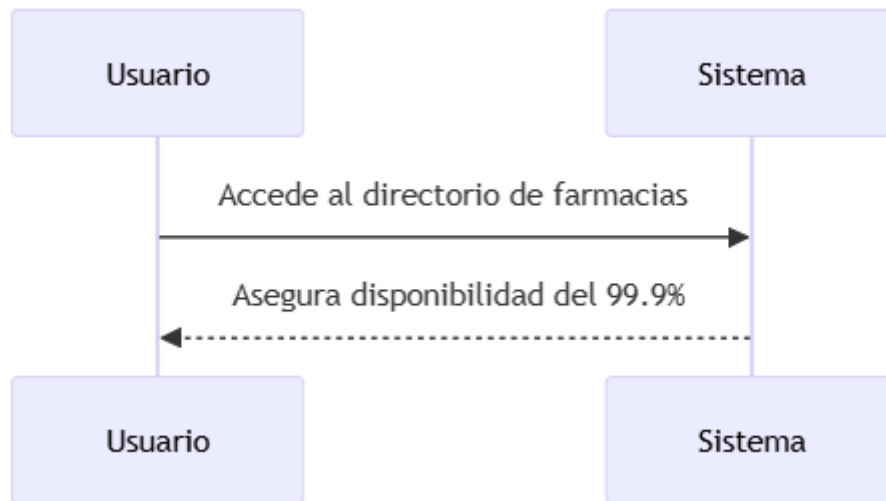 Usuario
Sistema
Accede al directorio de farmacias
Asegura disponibilidad del 99.9%
Usuario
Sistema